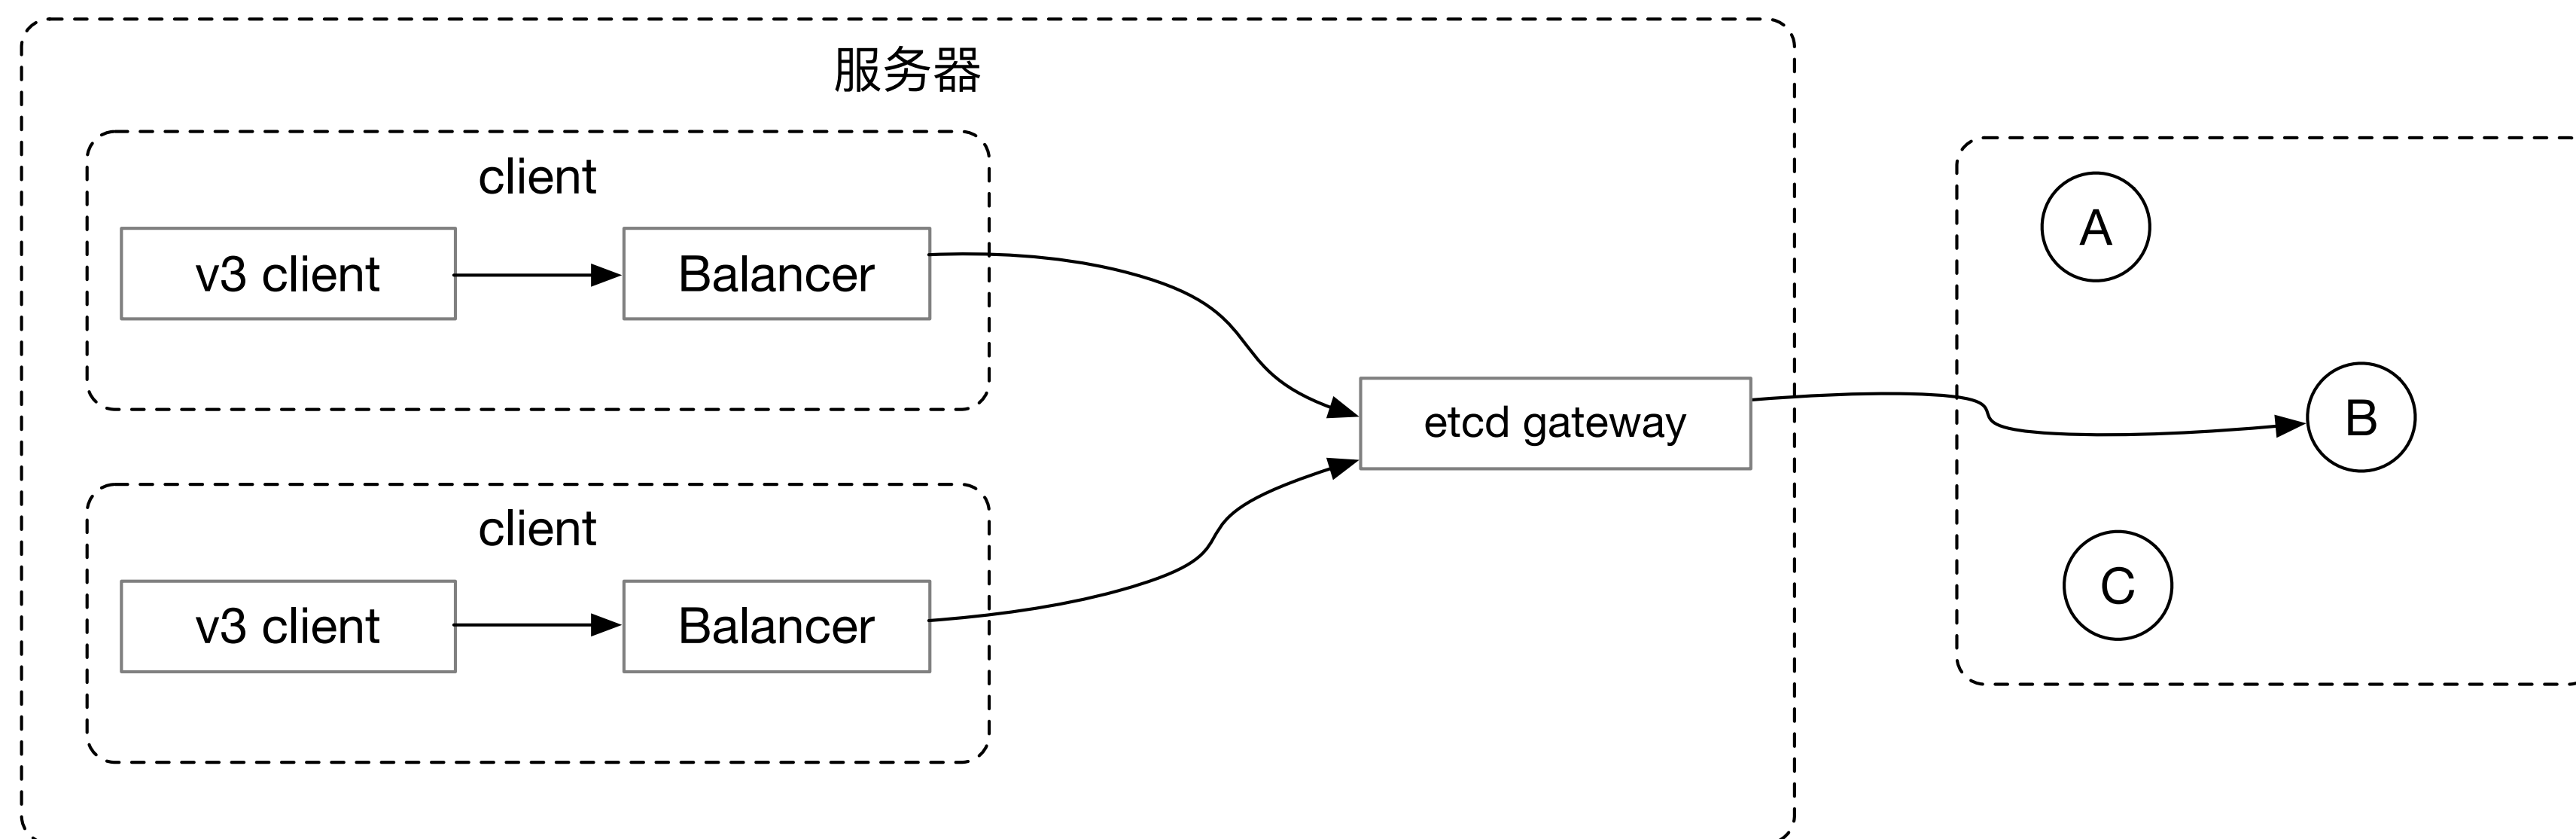 服务器
client
v3 client
Balancer
client
v3 client
Balancer
etcd gateway
A
B
C